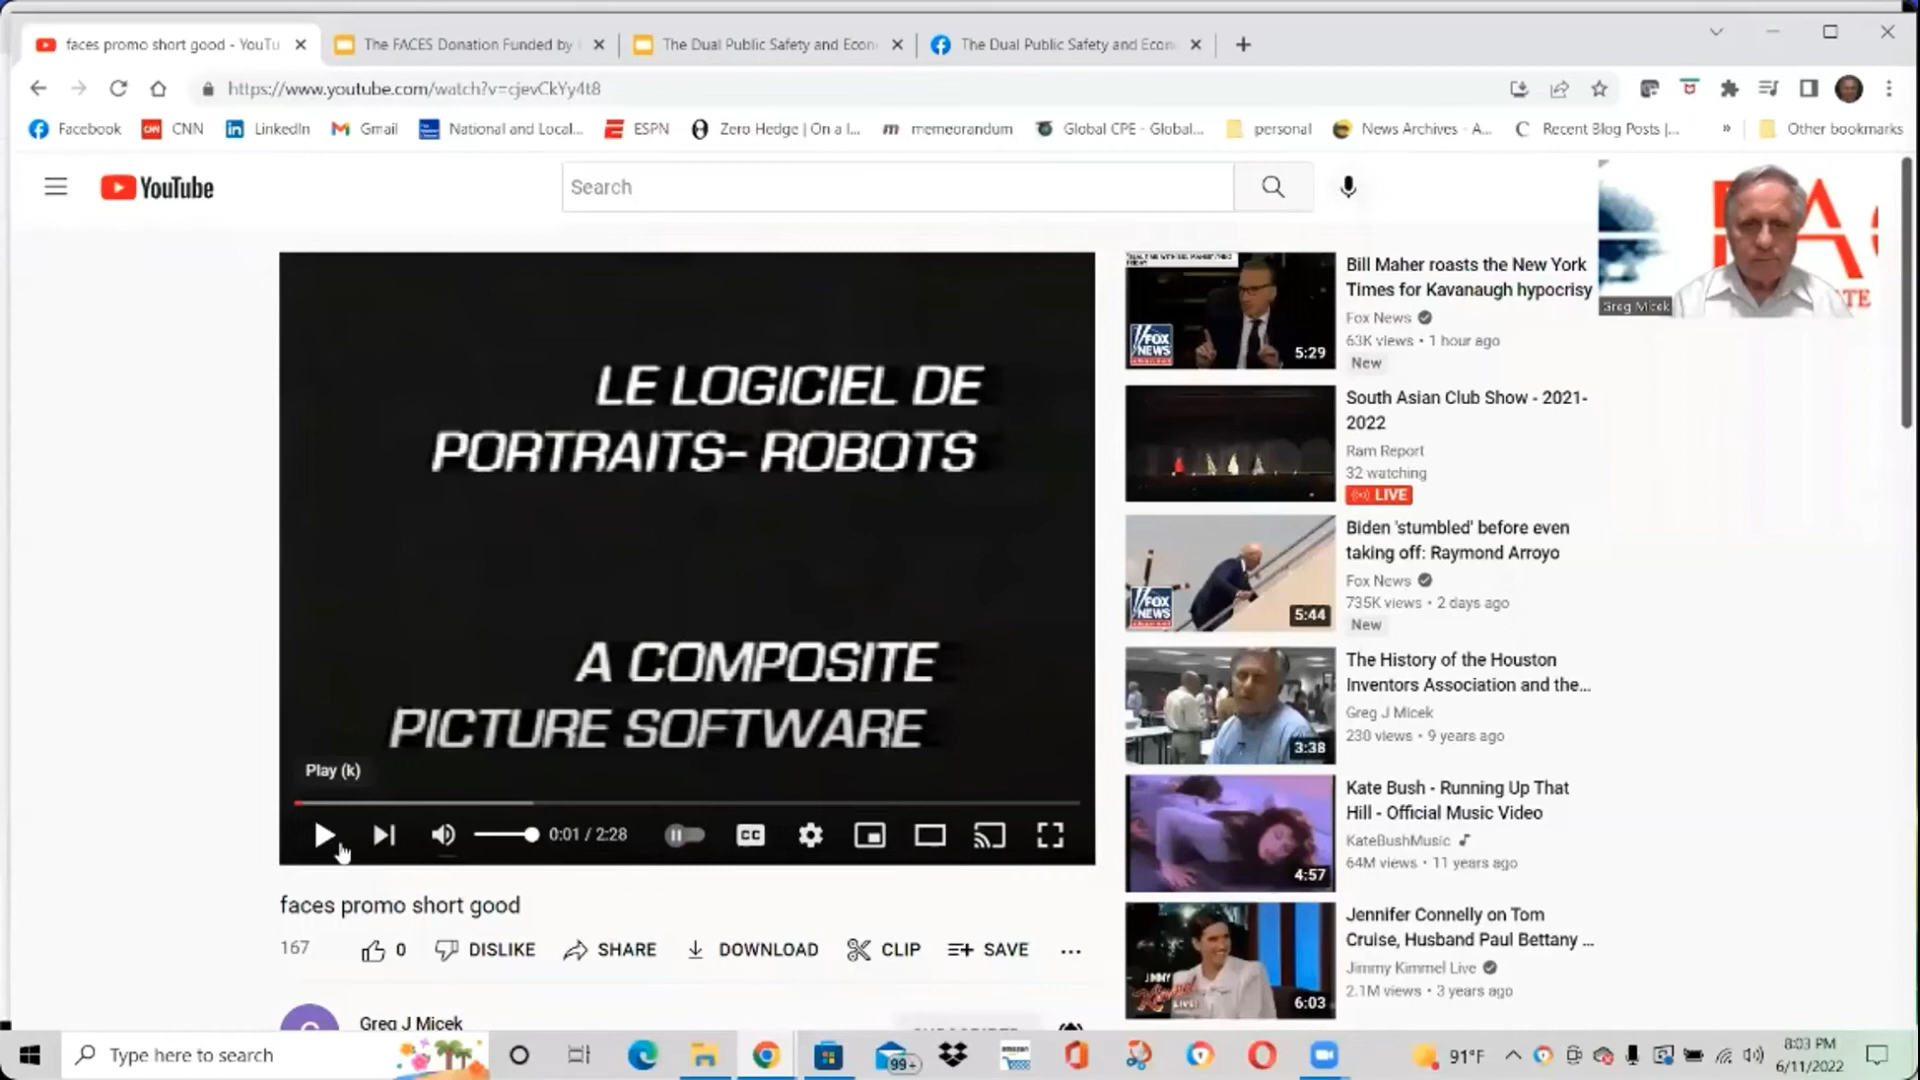 faces promo short good - YouTu
The FACES Donation Funded by
The Dual Public Safety and Econ
The Dual Public Safety and Econ
https://www.youtube.com/watch?v=cjevCkYy4t8
Facebook
CNN
LinkedIn
Gmail
National and Local...
ESPN
Zero Hedge | On a l...
memeorandum
Global CPE - Global...
personal
News Archives - A...
Recent Blog Posts |...
»
Other bookmarks
YouTube
Search
LE LOGICIEL DE
PORTRAITS- ROBOTS
A COMPOSITE
PICTURE SOFTWARE
Play (k)
0:01 / 2:28
CC
faces promo short good
167
0
DISLIKE
SHARE
DOWNLOAD
CLIP
SAVE
Greg J Micek
Greg Micek
5:29
Bill Maher roasts the New York
Times for Kavanaugh hypocrisy
Fox News
63K views • 1 hour ago
New
South Asian Club Show - 2021-
2022
Ram Report
32 watching
LIVE
5:44
Biden 'stumbled' before even
taking off: Raymond Arroyo
Fox News
735K views • 2 days ago
New
3:38
The History of the Houston
Inventors Association and the...
Greg J Micek
230 views • 9 years ago
4:57
Kate Bush - Running Up That
Hill - Official Music Video
KateBushMusic
64M views • 11 years ago
6:03
Jennifer Connelly on Tom
Cruise, Husband Paul Bettany ...
Jimmy Kimmel Live
2.1M views • 3 years ago
Type here to search
99+
91°F
8:03 PM
6/11/2022